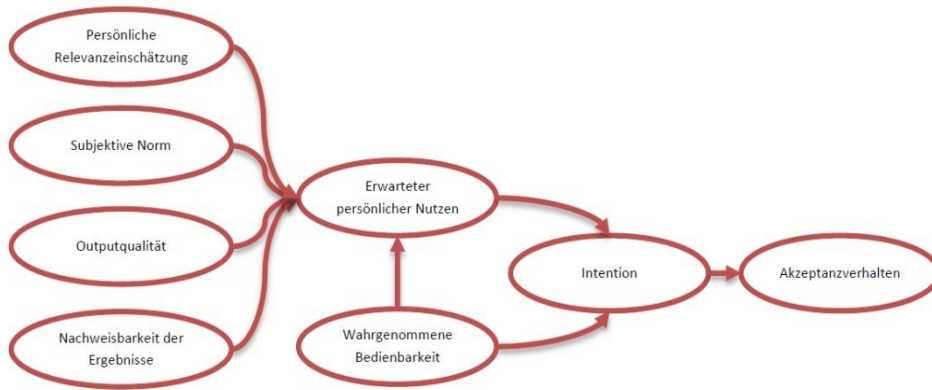 Persönliche
Relevanzeinschätzung
Subjektive Norm
Outputqualität
Nachweisbarkeit der
Ergebnisse
Erwarteter
persönlicher Nutzen
Wahrgenommene
Bedienbarkeit
Intention
Akzeptanzverhalten